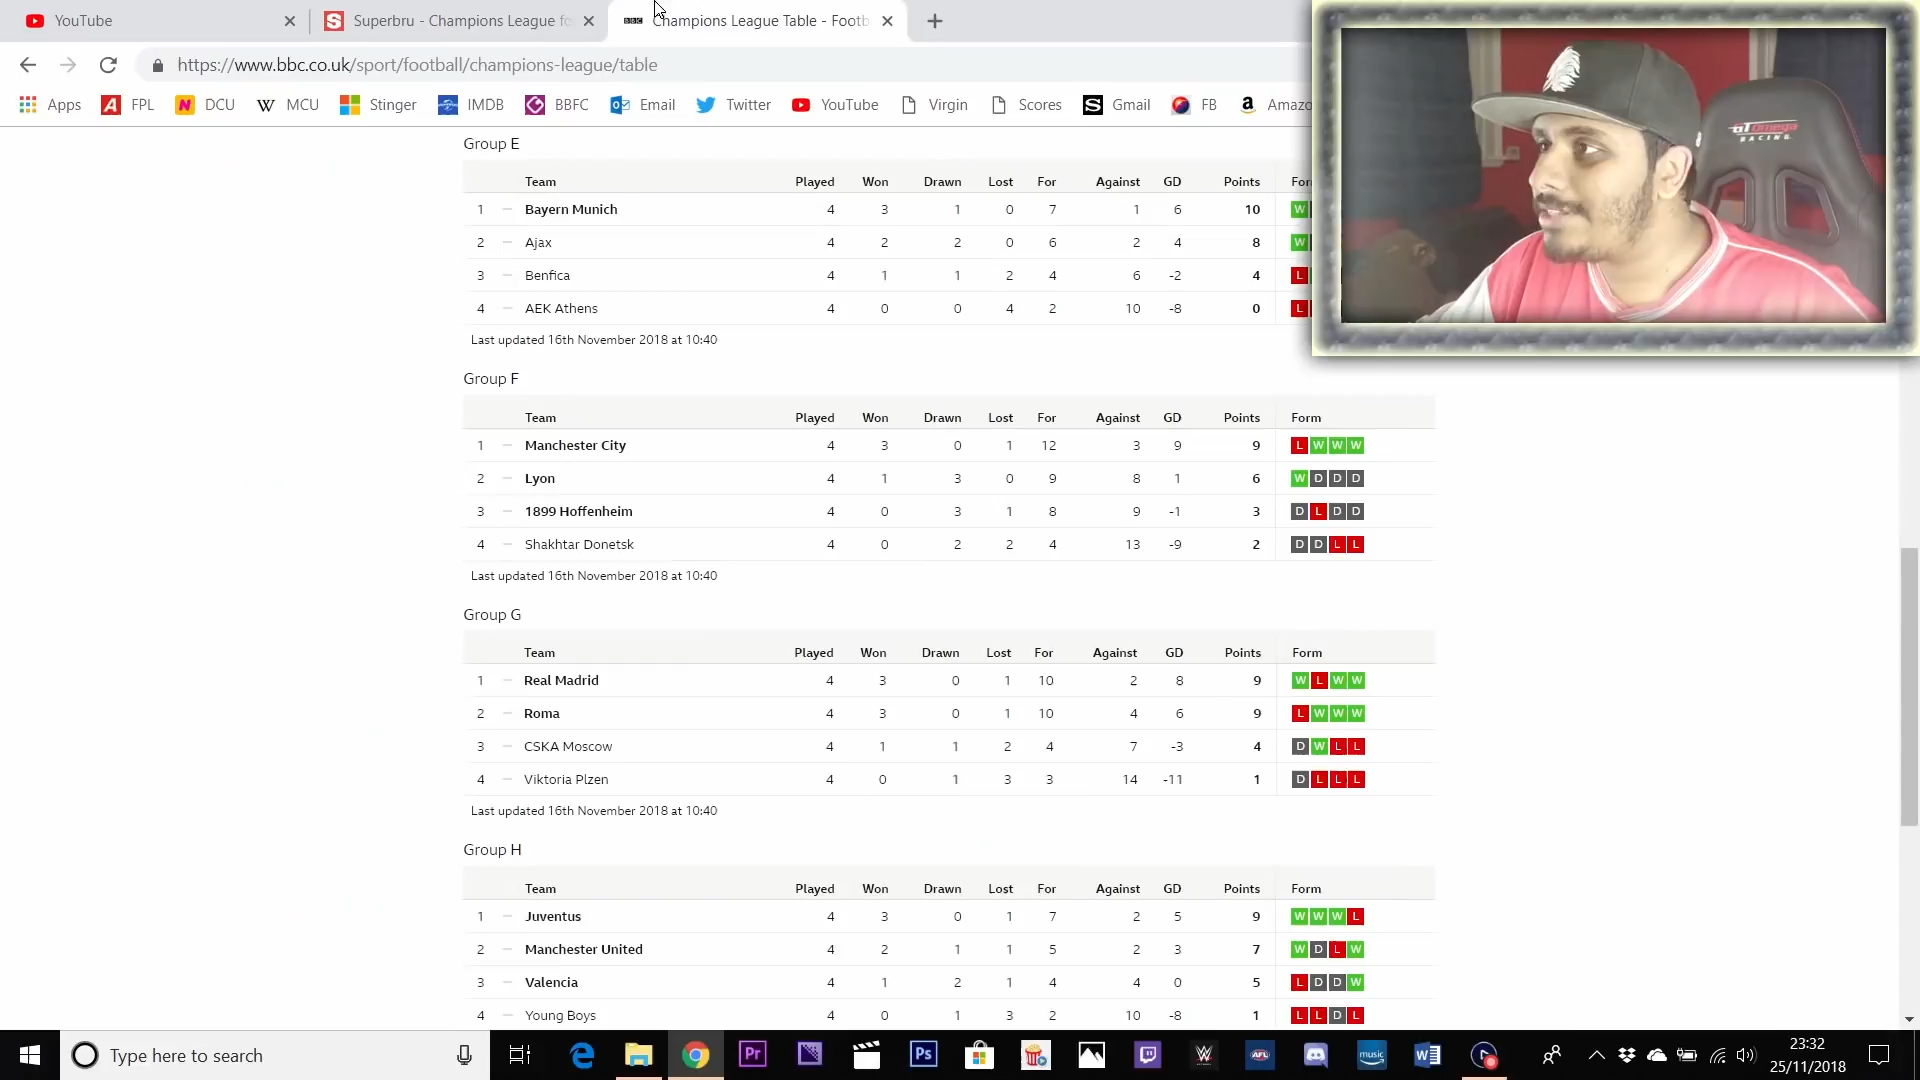 YouTube
Superbru - Champions League fo
BBC Champions League Table - Footb
https://www.bbc.co.uk/sport/football/champions-league/table
Apps FPL DCU MCU Stinger IMDB BBFC Email Twitter YouTube Virgin Scores Gmail FB Amazo
GT Omega RACING
Group E
Team Played Won Drawn Lost For Against GD Points For
1 Bayern Munich 4 3 1 0 7 1 6 10 W
2 Ajax 4 2 2 0 6 2 4 8 W
3 Benfica 4 1 1 2 4 6 -2 4 L
4 AEK Athens 4 0 0 4 2 10 -8 0 L
Last updated 16th November 2018 at 10:40
Group F
Team Played Won Drawn Lost For Against GD Points Form
1 Manchester City 4 3 0 1 12 3 9 9 L W W W
2 Lyon 4 1 3 0 9 8 1 6 W D D D
3 1899 Hoffenheim 4 0 3 1 8 9 -1 3 D L D D
4 Shakhtar Donetsk 4 0 2 2 4 13 -9 2 D D L L
Last updated 16th November 2018 at 10:40
Group G
Team Played Won Drawn Lost For Against GD Points Form
1 Real Madrid 4 3 0 1 10 2 8 9 W L W W
2 Roma 4 3 0 1 10 4 6 9 L W W W
3 CSKA Moscow 4 1 1 2 4 7 -3 4 D W L L
4 Viktoria Plzen 4 0 1 3 3 14 -11 1 D L L L
Last updated 16th November 2018 at 10:40
Group H
Team Played Won Drawn Lost For Against GD Points Form
1 Juventus 4 3 0 1 7 2 5 9 W W W L
2 Manchester United 4 2 1 1 5 2 3 7 W D L W
3 Valencia 4 1 2 1 4 4 0 5 L D D W
4 Young Boys 4 0 1 3 2 10 -8 1 L L D L
Type here to search
Pr Ps W AFL music W
23:32
25/11/2018